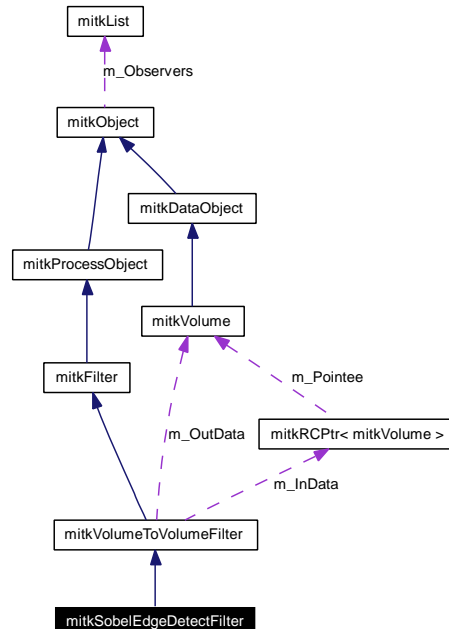 mitkList
m_Observers
mitkObject
mitkDataObject
mitkProcessObject
mitkVolume
mitkFilter
m_Pointee
m_OutData
mitkRCPtr< mitkVolume >
m_InData
mitkVolumeToVolumeFilter
mitkSobelEdgeDetectFilter